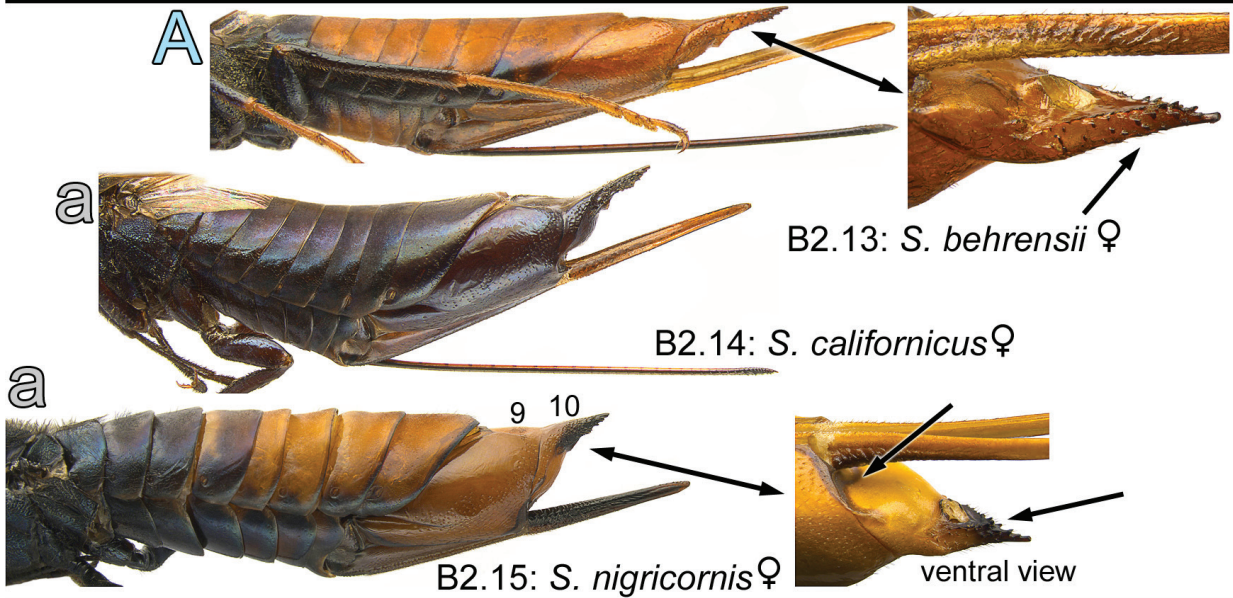 A
B2.13: S. behrensii ♀
a
B2.14: S. californicus ♀
a
9 10
B2.15: S. nigricornis ♀
ventral view